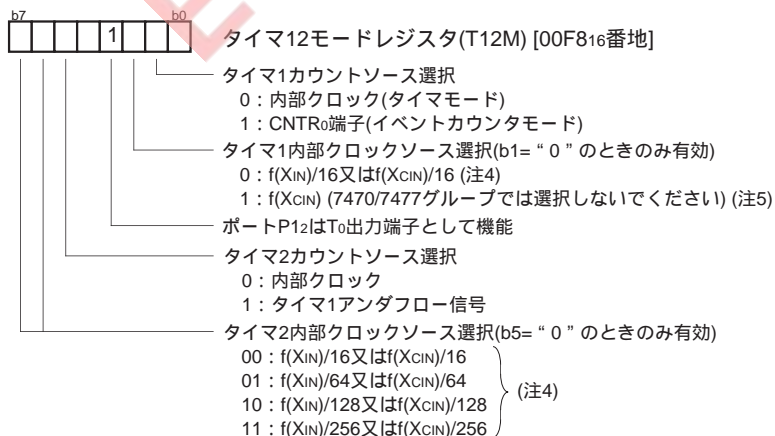 b7 b0
1
タイマ12モードレジスタ(T12M) [00F816番地]
タイマ1カウントソース選択
0：内部クロック(タイマモード)
1：CNTR0端子(イベントカウンタモード)
タイマ1内部クロックソース選択(b1= “ 0 ” のときのみ有効)
0：f(XIN)/16又はf(XCIN)/16 (注4)
1：f(XCIN) (7470/7477グループでは選択しないでください) (注5)
ポートP12はT0出力端子として機能
タイマ2カウントソース選択
0：内部クロック
1：タイマ1アンダフロー信号
タイマ2内部クロックソース選択(b5= “ 0 ” のときのみ有効)
00：f(XIN)/16又はf(XCIN)/16
01：f(XIN)/64又はf(XCIN)/64
(注4)
10：f(XIN)/128又はf(XCIN)/128
11：f(XIN)/256又はf(XCIN)/256